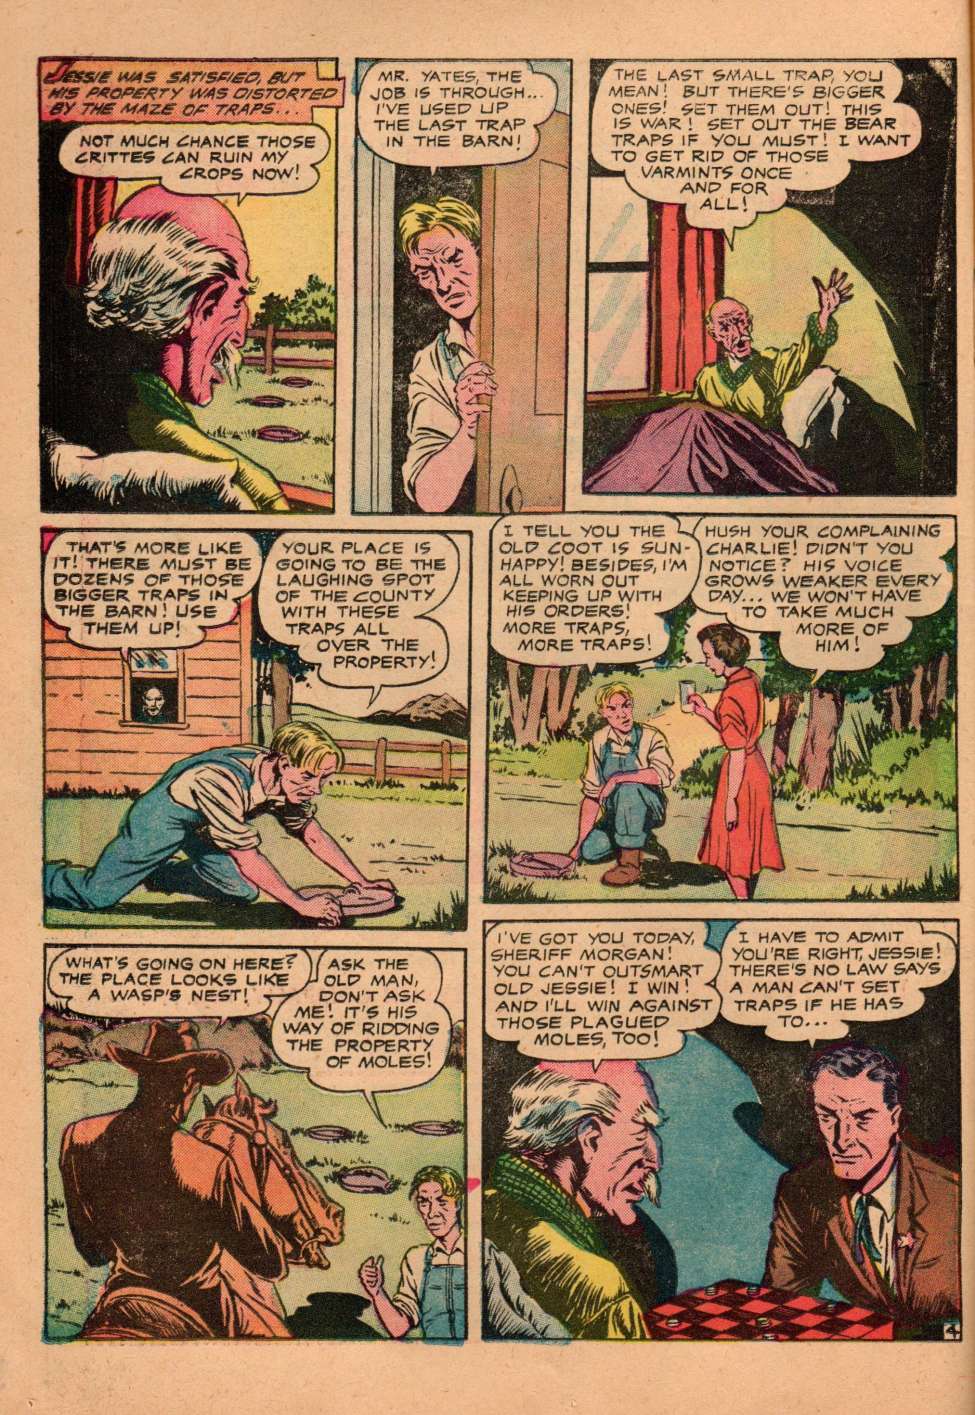 JESSIE WAS SATISFIED, BUT
HIS PROPERTY WAS DISTORTED
BY THE MAZE OF TRAPS...
NOT MUCH CHANCE THOSE
CRITTES CAN RUIN MY
CROPS NOW!
MR. YATES, THE
JOB IS THROUGH...
I'VE USED UP
THE LAST TRAP
IN THE BARN!
THE LAST SMALL TRAP, YOU
MEAN! BUT THERE'S BIGGER
ONES! SET THEM OUT! THIS
IS WAR! SET OUT THE BEAR
TRAPS IF YOU MUST! I WANT
TO GET RID OF THOSE
VARMINTS ONCE
AND FOR
ALL!
THAT'S MORE LIKE
IT! THERE MUST BE
DOZENS OF THOSE
BIGGER TRAPS IN
THE BARN! USE
THEM UP!
YOUR PLACE IS
GOING TO BE THE
LAUGHING SPOT
OF THE COUNTY
WITH THESE
TRAPS ALL
OVER THE
PROPERTY!
I TELL YOU THE
OLD COOT IS SUN-
HAPPY! BESIDES, I'M
ALL WORN OUT
KEEPING UP WITH
HIS ORDERS!
MORE TRAPS,
MORE TRAPS!
HUSH YOUR COMPLAINING
CHARLIE! DIDN'T YOU
NOTICE? HIS VOICE
GROWS WEAKER EVERY
DAY... WE WON'T HAVE
TO TAKE MUCH
MORE OF
HIM!
WHAT'S GOING ON HERE?
THE PLACE LOOKS LIKE
A WASP'S NEST!
ASK THE
OLD MAN,
DON'T ASK
ME! IT'S HIS
WAY OF RIDDING
THE PROPERTY
OF MOLES!
I'VE GOT YOU TODAY,
SHERIFF MORGAN!
YOU CAN'T OUTSMART
OLD JESSIE! I WIN!
AND I'LL WIN AGAINST
THOSE PLAGUED
MOLES, TOO!
I HAVE TO ADMIT
YOU'RE RIGHT, JESSIE!
THERE'S NO LAW SAYS
A MAN CAN'T SET
TRAPS IF HE HAS
TO...
4